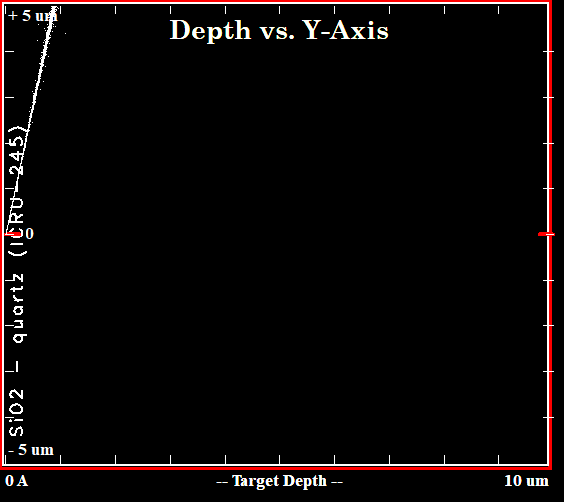 Depth vs. Y-Axis
+ 5 um
0
- 5 um
SiO2 - quartz (ICRU-245)
0 A
-- Target Depth --
10 um